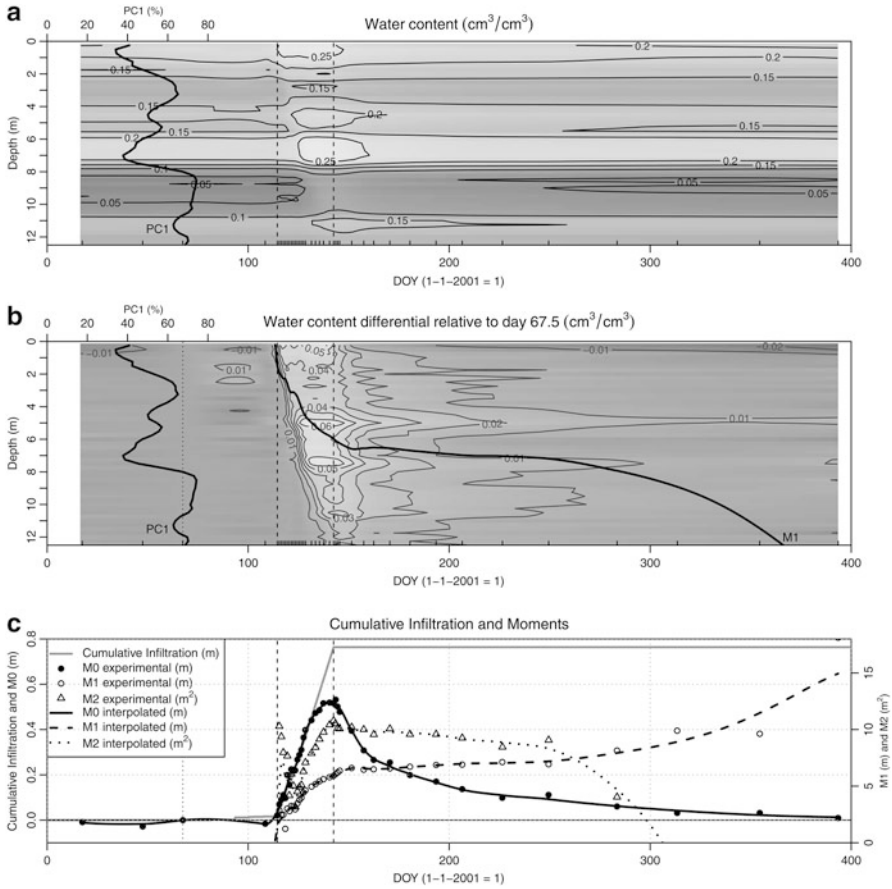 a
PC1 (%)
Water content (cm³/cm³)
0 20 40 60 80
0
2
4
6
8
10
12
Depth (m)
0.25
0.2
0.2
0.15
0.15
0.15
0.15
0.2
0.15
0.15
0.2
0.25
0.2
0.15
0.1
0.05
0.05
0.05
0.05
0.1
0.15
PC1
0 100 200 300 400
DOY (1–1–2001 = 1)
b
PC1 (%)
Water content differential relative to day 67.5 (cm³/cm³)
0 20 40 60 80
0
2
4
6
8
10
12
Depth (m)
−0.01
−0.01
0.05
−0.01
−0.02
0.01
0.04
0.04
0.06
0.02
0.01
0.01
0.01
0.03
PC1
M1
0 100 200 300 400
DOY (1–1–2001 = 1)
c
Cumulative Infiltration and Moments
Cumulative Infiltration (m)
M0 experimental (m)
M1 experimental (m)
M2 experimental (m²)
M0 interpolated (m)
M1 interpolated (m)
M2 interpolated (m²)
Cumulative Infiltration and M0 (m)
0.8
0.6
0.4
0.2
0.0
M1 (m) and M2 (m²)
15
10
5
0
2
0 100 200 300 400
DOY (1–1–2001 = 1)